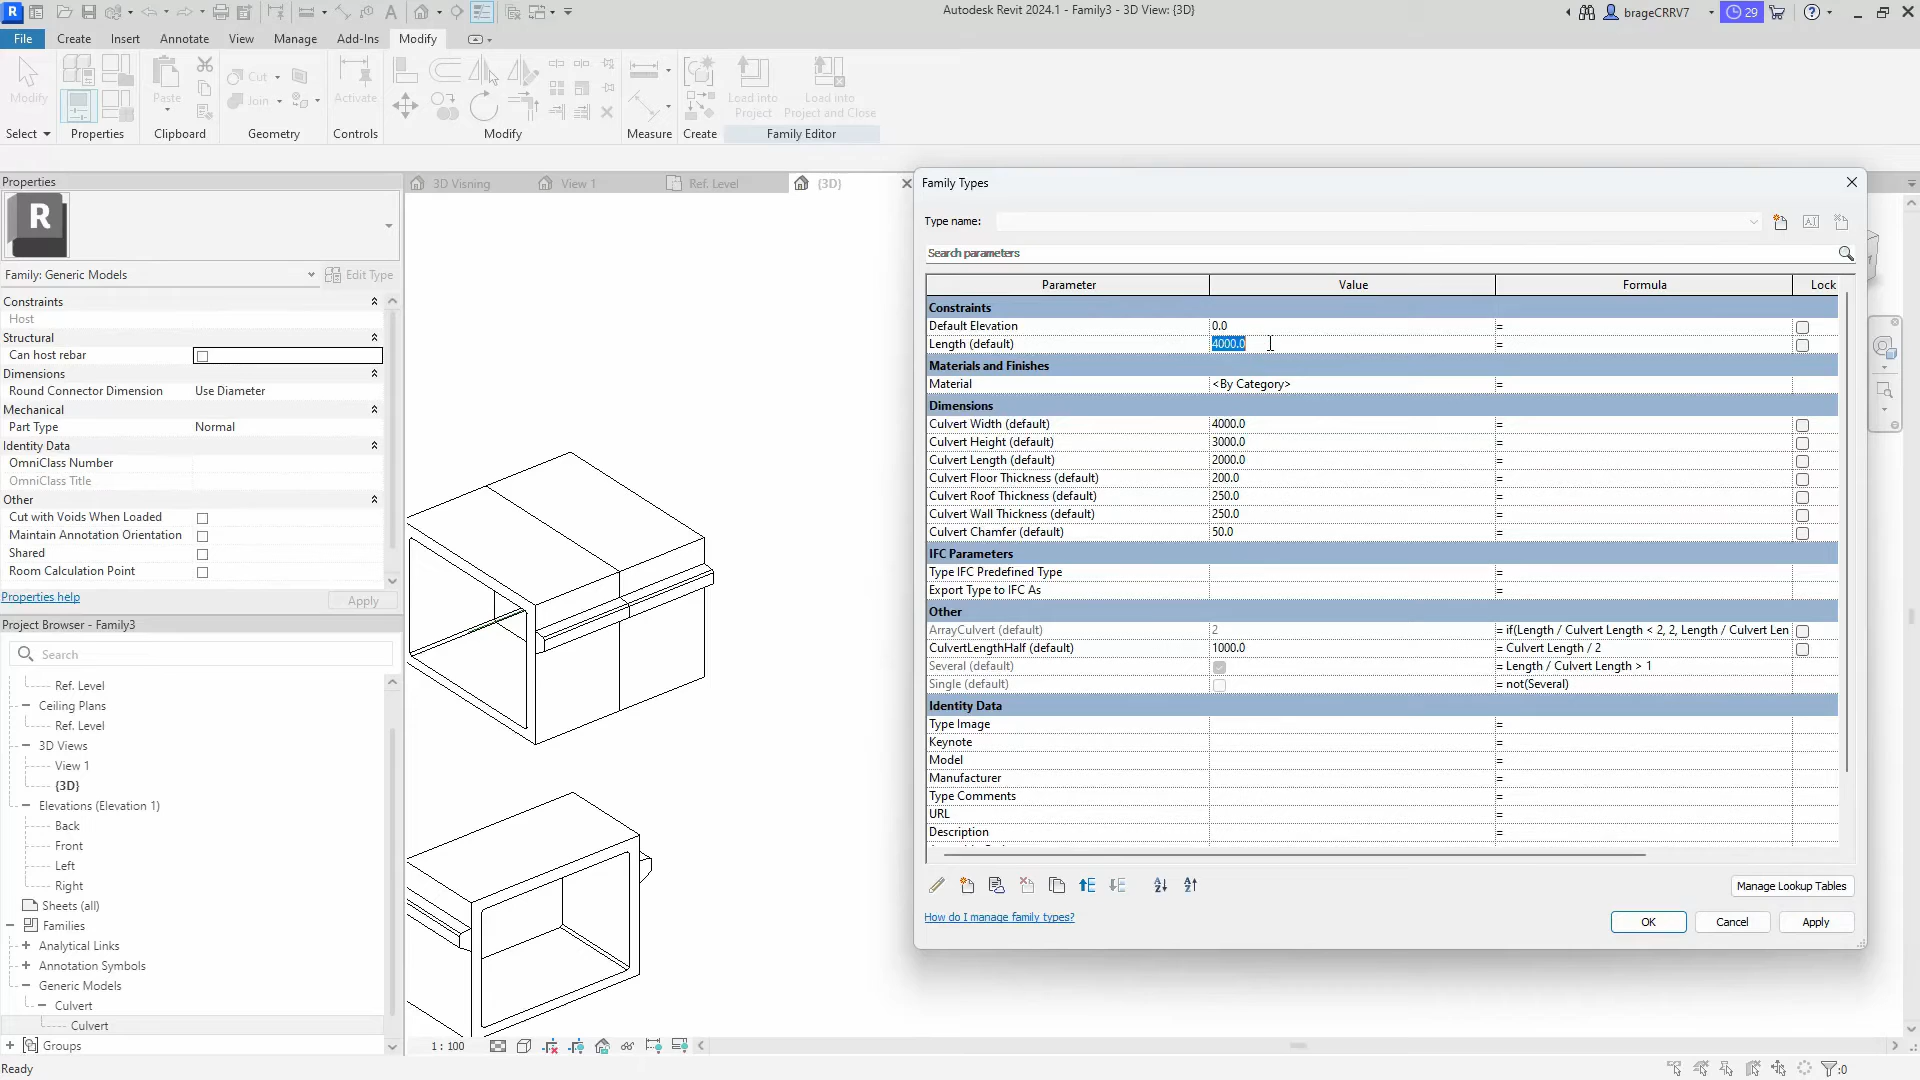 Autodesk Revit 2024.1 - Family3 - 3D View: {3D}
brageCRRV7
29
File
Create
Insert
Annotate
View
Manage
Add-Ins
Modify
Modify
Paste
Cut
Join
Activate
Load into
Project
Load into
Project and Close
Select
Properties
Clipboard
Geometry
Controls
Modify
Measure
Create
Family Editor
Properties
R
Family: Generic Models
Edit Type
Constraints
Host
Structural
Can host rebar
Dimensions
Round Connector Dimension
Use Diameter
Mechanical
Part Type
Normal
Identity Data
OmniClass Number
OmniClass Title
Other
Cut with Voids When Loaded
Maintain Annotation Orientation
Shared
Room Calculation Point
Properties help
Apply
Project Browser - Family3
Search
Ref. Level
Ceiling Plans
Ref. Level
3D Views
View 1
{3D}
Elevations (Elevation 1)
Back
Front
Left
Right
Sheets (all)
Families
Analytical Links
Annotation Symbols
Generic Models
Culvert
Culvert
Groups
Ready
3D Visning
View 1
Ref. Level
{3D}
1 : 100
Family Types
Type name:
Search parameters
Parameter Value Formula Lock
Constraints
Default Elevation 0.0 =
Length (default) 4000.0 =
Materials and Finishes
Material <By Category> =
Dimensions
Culvert Width (default) 4000.0 =
Culvert Height (default) 3000.0 =
Culvert Length (default) 2000.0 =
Culvert Floor Thickness (default) 200.0 =
Culvert Roof Thickness (default) 250.0 =
Culvert Wall Thickness (default) 250.0 =
Culvert Chamfer (default) 50.0 =
IFC Parameters
Type IFC Predefined Type =
Export Type to IFC As =
Other
ArrayCulvert (default) 2 = if(Length / Culvert Length < 2, 2, Length / Culvert Len
CulvertLengthHalf (default) 1000.0 = Culvert Length / 2
Several (default) = Length / Culvert Length > 1
Single (default) = not(Several)
Identity Data
Type Image =
Keynote =
Model =
Manufacturer =
Type Comments =
URL =
Description =
Manage Lookup Tables
How do I manage family types?
OK
Cancel
Apply
:0